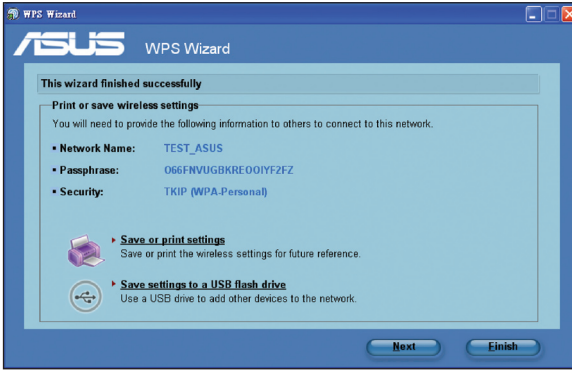 WPS Wizard
ASUS WPS Wizard
This wizard finished successfully
Print or save wireless settings
You will need to provide the following information to others to connect to this network.
Network Name: TEST_ASUS
Passphrase: O66FNVUGBKREOOIYF2FZ
Security: TKIP (WPA-Personal)
Save or print settings
Save or print the wireless settings for future reference.
Save settings to a USB flash drive
Use a USB drive to add other devices to the network.
Next Finish